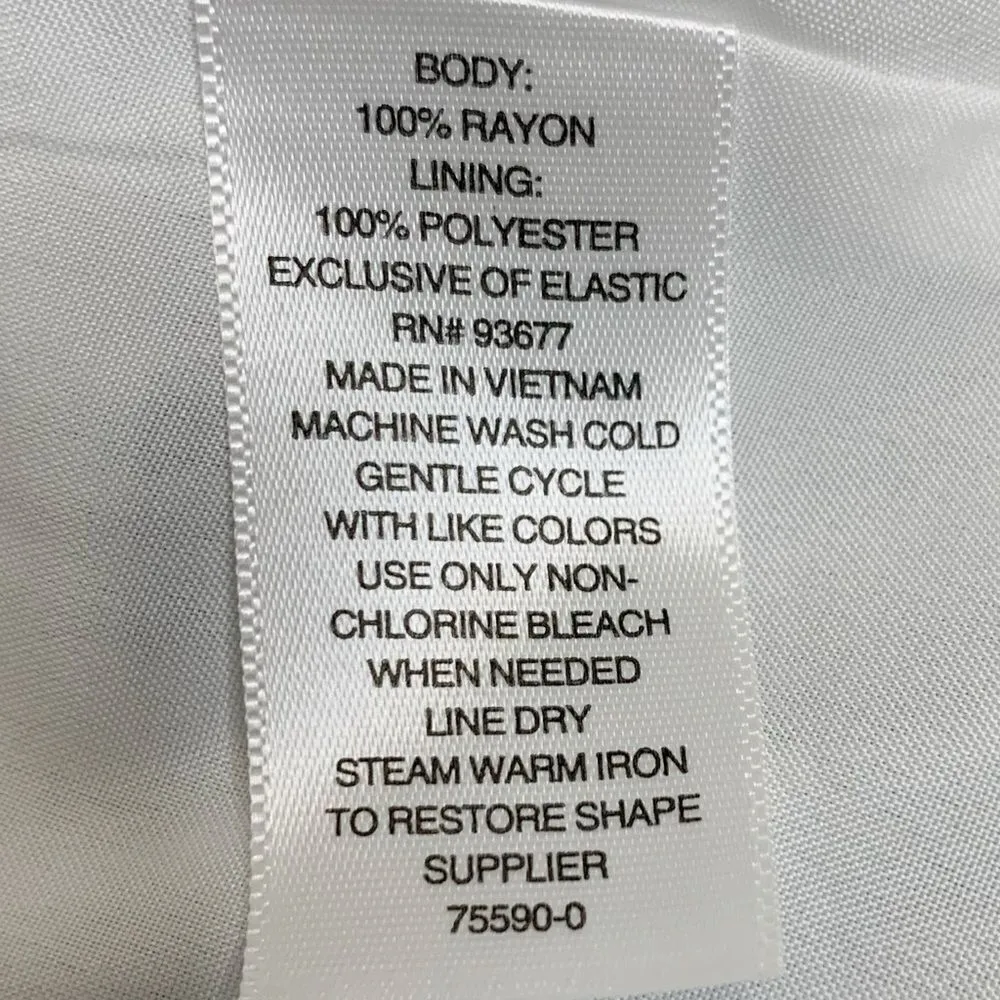 BODY:
100% RAYON
LINING:
100% POLYESTER
EXCLUSIVE OF ELASTIC
RN# 93677
MADE IN VIETNAM
MACHINE WASH COLD
GENTLE CYCLE
WITH LIKE COLORS
USE ONLY NON-
CHLORINE BLEACH
WHEN NEEDED
LINE DRY
STEAM WARM IRON
TO RESTORE SHAPE
SUPPLIER
75590-0